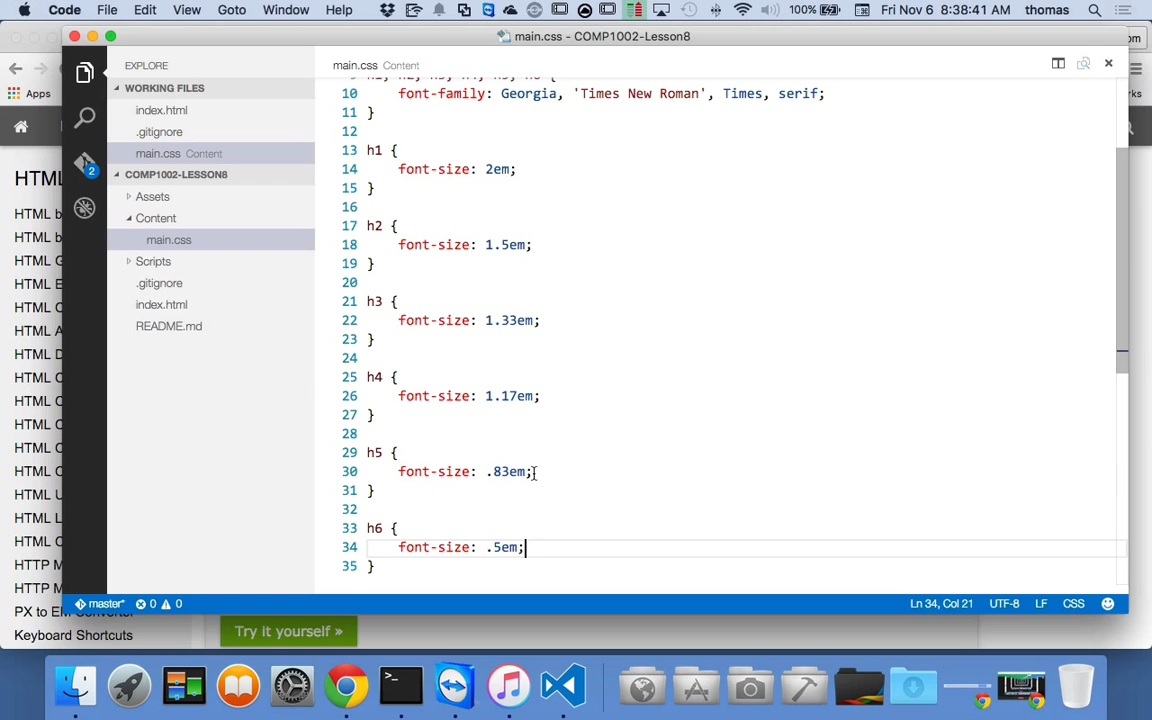 Code File Edit View Goto Window Help 100% Fri Nov 6 8:38:41 AM thomas
main.css - COMP1002-Lesson8
om
Apps
rks
EXPLORE
WORKING FILES
index.html
.gitignore
main.css Content
COMP1002-LESSON8
Assets
Content
main.css
Scripts
.gitignore
index.html
README.md
main.css Content
10 font-family: Georgia, 'Times New Roman', Times, serif;
11 }
12
13 h1 {
14 font-size: 2em;
15 }
16
17 h2 {
18 font-size: 1.5em;
19 }
20
21 h3 {
22 font-size: 1.33em;
23 }
24
25 h4 {
26 font-size: 1.17em;
27 }
28
29 h5 {
30 font-size: .83em;
31 }
32
33 h6 {
34 font-size: .5em;
35 }
master* 0 0 Ln 34, Col 21 UTF-8 LF CSS
HTML
HTML b
HTML b
HTML G
HTML E
HTML C
HTML A
HTML D
HTML C
HTML C
HTML C
HTML C
HTML E
HTML U
HTML L
HTML C
HTTP M
HTTP M
PX to EM Converter
Keyboard Shortcuts
Try it yourself »